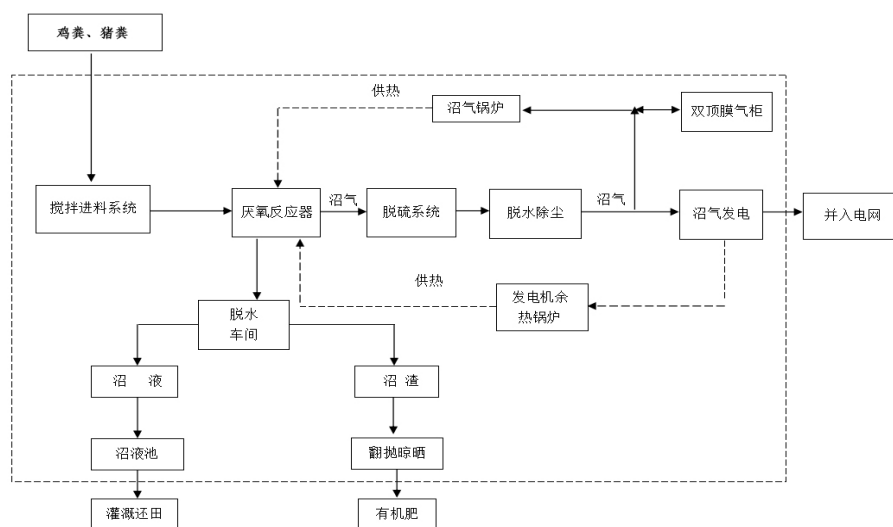 鸡粪、猪粪
供热
沼气锅炉
双顶膜气柜
搅拌进料系统
厌氧反应器
沼气
脱硫系统
脱水除尘
沼气
沼气发电
并入电网
供热
发电机余
热锅炉
脱水
车间
沼 液
沼 渣
沼液池
翻抛晾晒
灌溉还田
有机肥